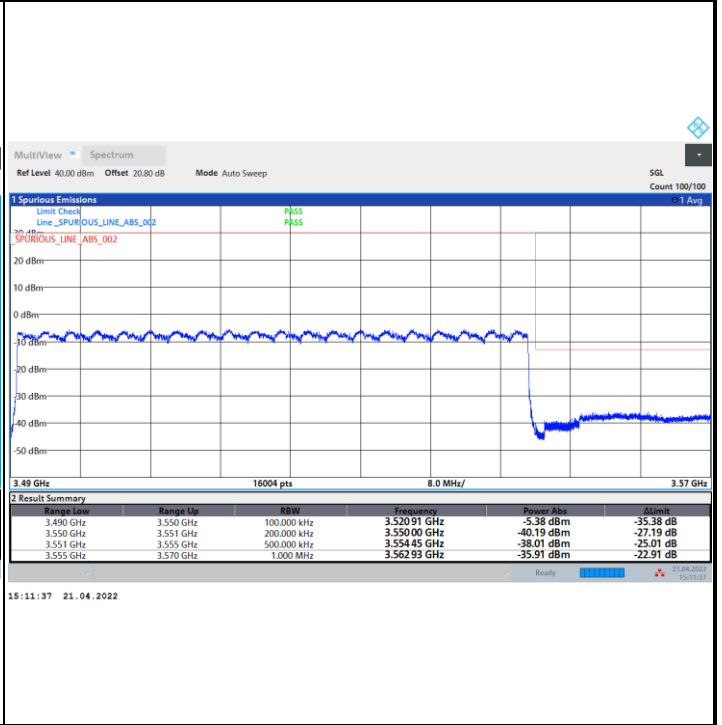 MultiView Spectrum
Ref Level 40.00 dBm Offset 20.80 dB Mode Auto Sweep SGL
Count 100/100
1 Spurious Emissions 1 Avg
Limit Check PASS
Line _SPURIOUS_LINE_ABS_002 PASS
30 dBm
_SPURIOUS_LINE_ABS_002
20 dBm
10 dBm
0 dBm
-10 dBm
-20 dBm
-30 dBm
-40 dBm
-50 dBm
3.49 GHz 16004 pts 8.0 MHz/ 3.57 GHz
2 Result Summary
Range Low Range Up RBW Frequency Power Abs ΔLimit
3.490 GHz 3.550 GHz 100.000 kHz 3.52091 GHz -5.38 dBm -35.38 dB
3.550 GHz 3.551 GHz 200.000 kHz 3.55000 GHz -40.19 dBm -27.19 dB
3.551 GHz 3.555 GHz 500.000 kHz 3.55445 GHz -38.01 dBm -25.01 dB
3.555 GHz 3.570 GHz 1.000 MHz 3.56293 GHz -35.91 dBm -22.91 dB
Ready 21.04.2022
15:11:37
15:11:37 21.04.2022